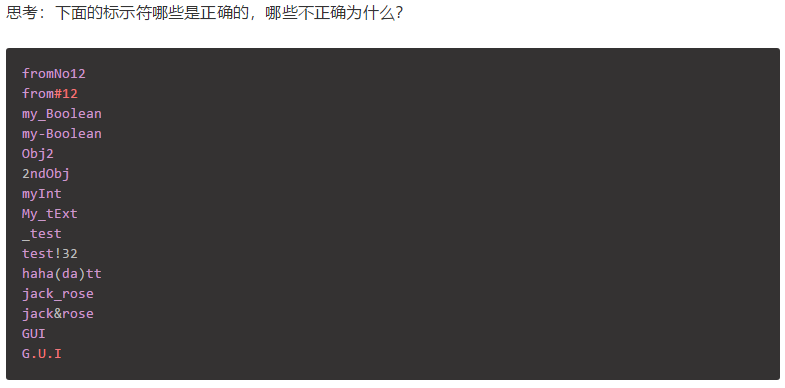 思考：下面的标示符哪些是正确的，哪些不正确为什么？
fromNo12
from#12
my_Boolean
my-Boolean
Obj2
2ndObj
myInt
My_tExt
_test
test!32
haha(da)tt
jack_rose
jack&rose
GUI
G.U.I